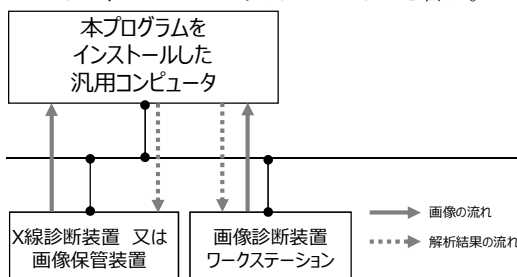 本プログラムを
インストールした
汎用コンピュータ
X線診断装置 又は
画像保管装置
画像診断装置
ワークステーション
画像の流れ
解析結果の流れ